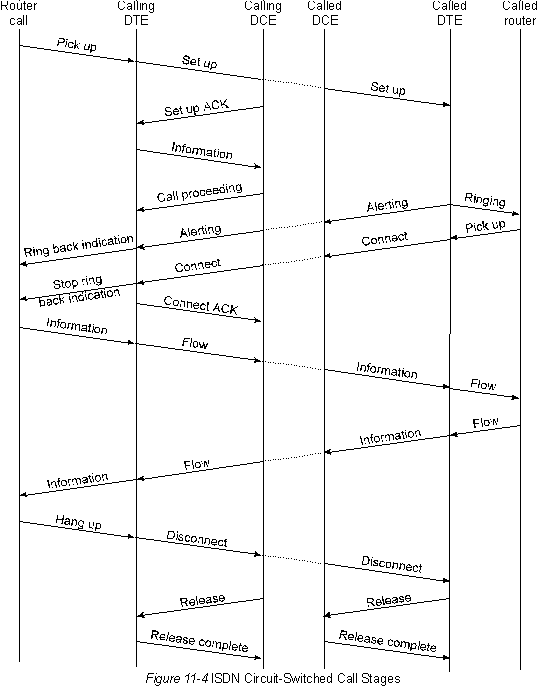 Router call
Calling DTE
Calling DCE
Called DCE
Called DTE
Called router
Pick up
Set up
Set up
Set up ACK
Information
Call proceeding
Alerting
Ringing
Alerting
Pick up
Ring back indication
Connect
Connect
Stop ring
back indication
Connect ACK
Information
Flow
Information
Flow
Flow
Information
Flow
Information
Hang up
Disconnect
Disconnect
Release
Release
Release complete
Release complete
Figure 11-4 ISDN Circuit-Switched Call Stages